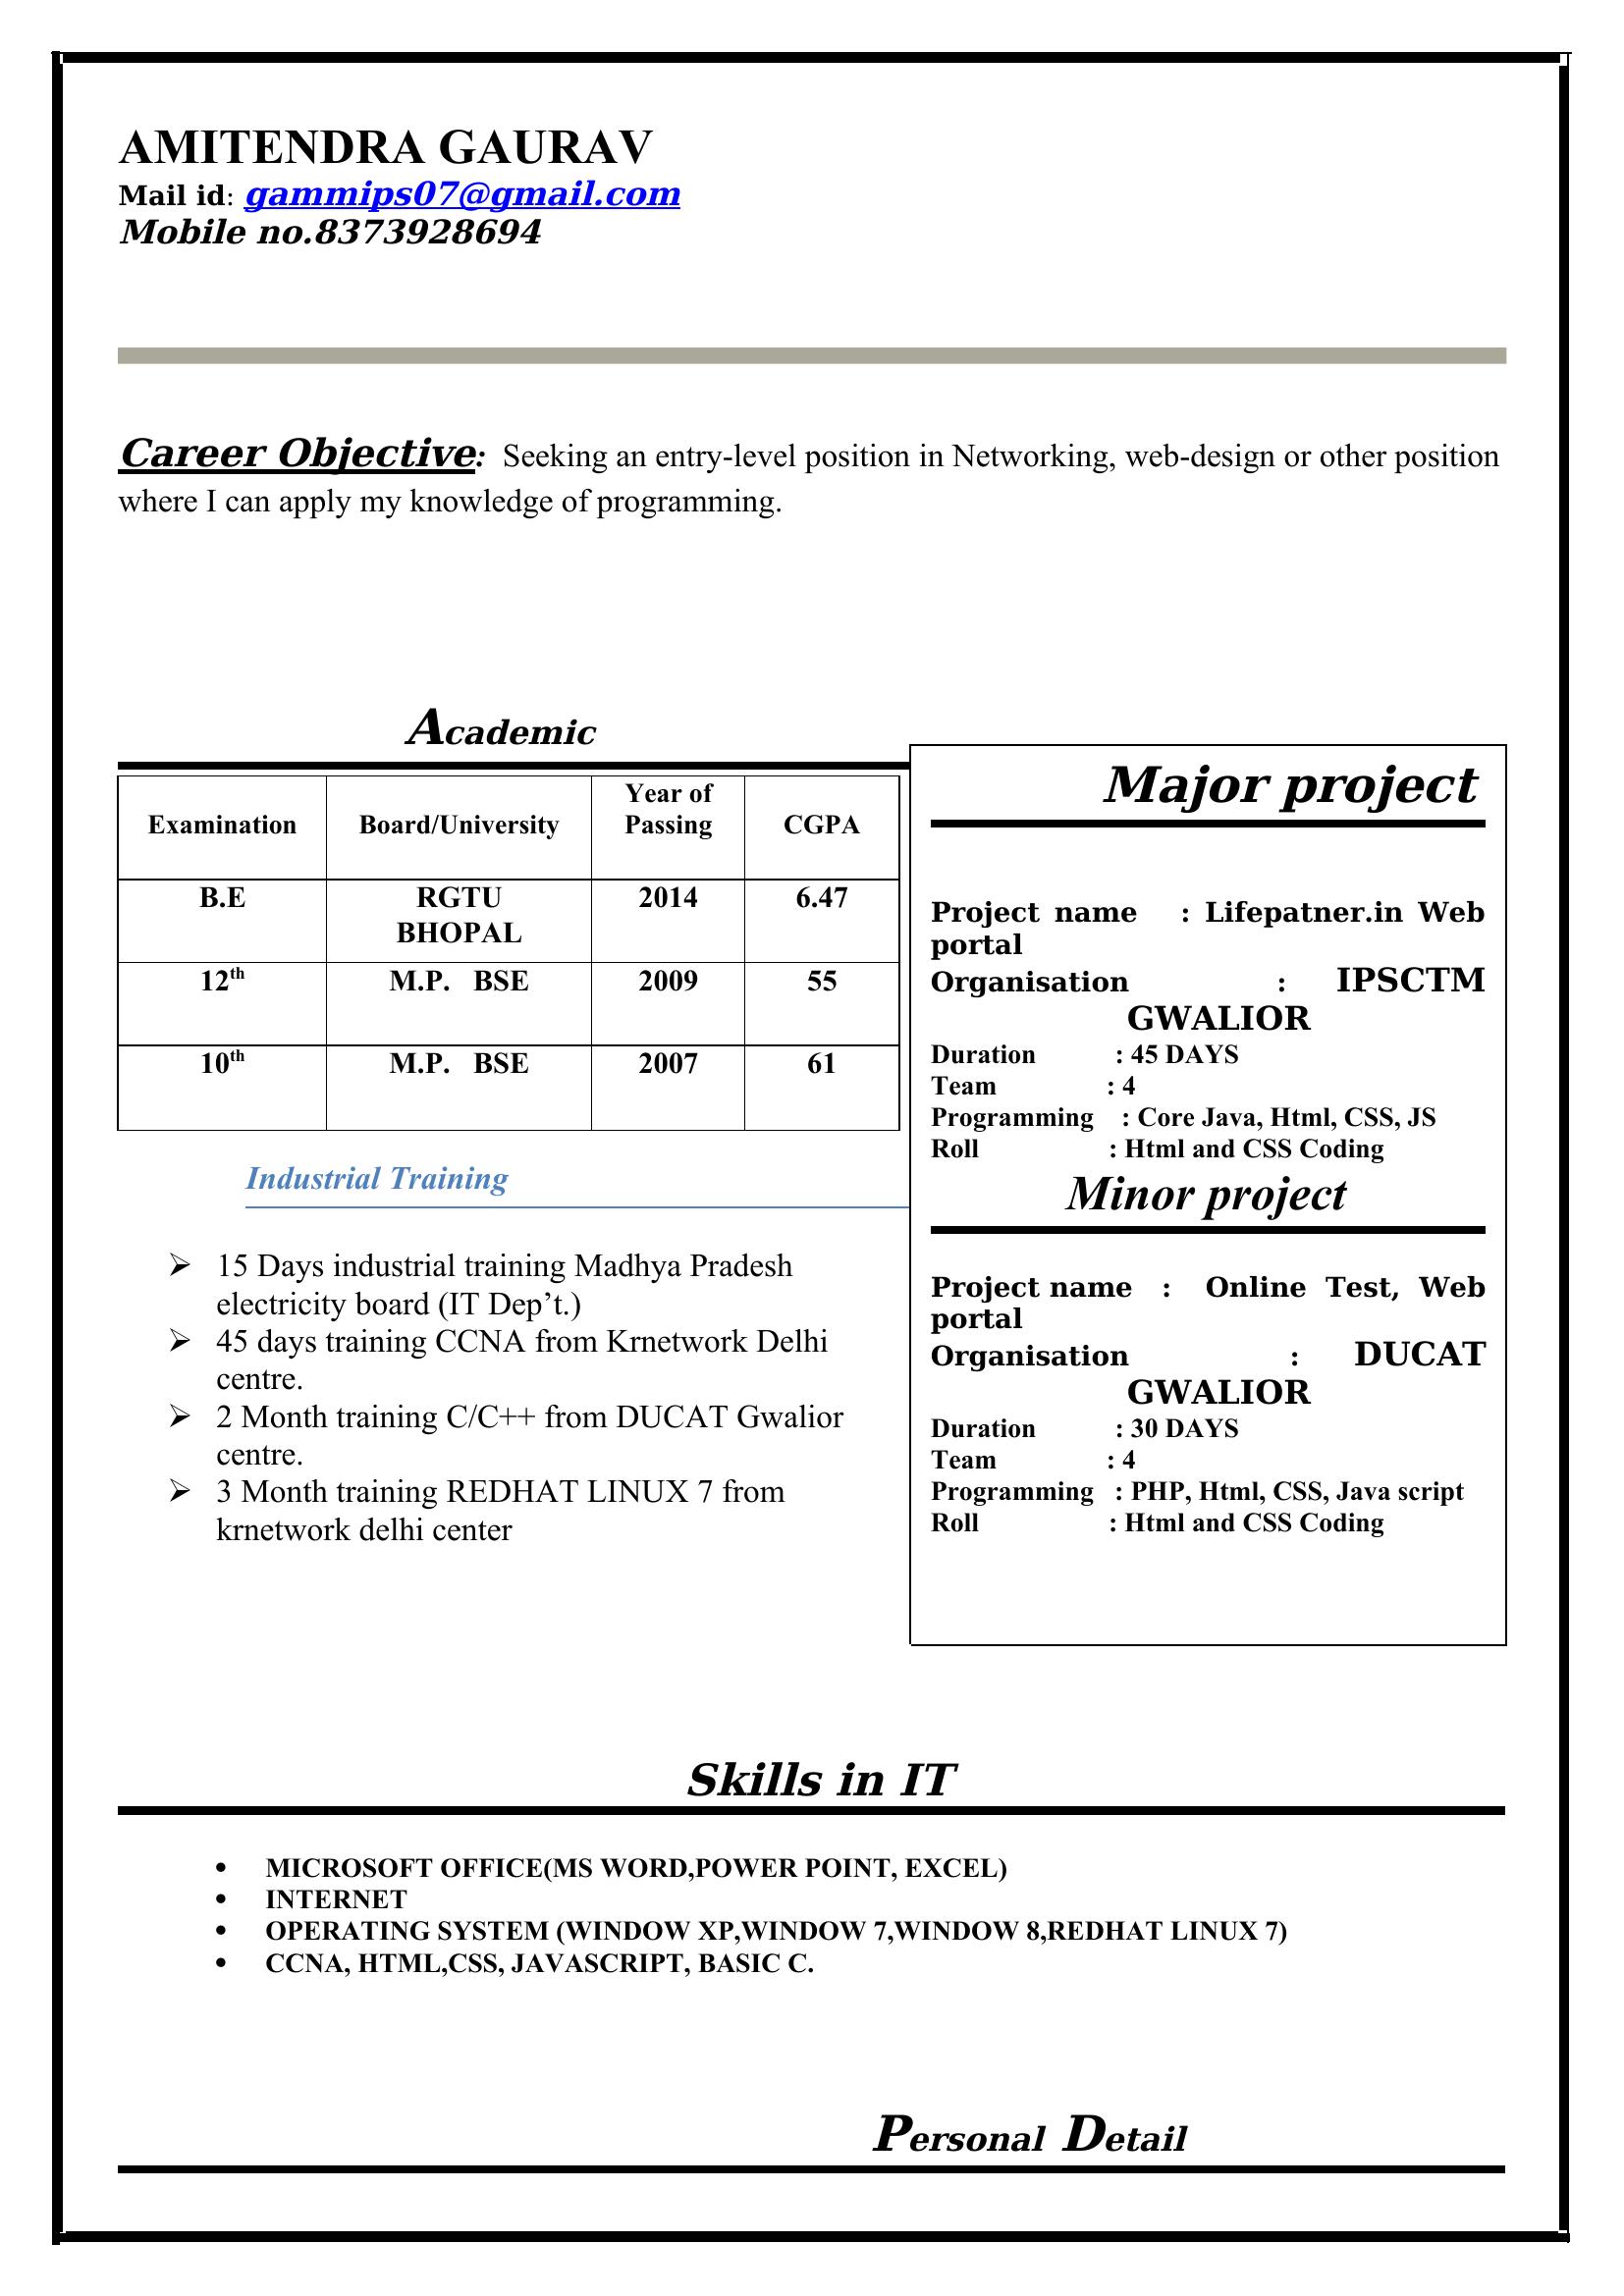 AMITENDRA GAURAV
Mail id: gammips07@gmail.com
Mobile no.8373928694
Career Objective: Seeking an entry-level position in Networking, web-design or other position
where I can apply my knowledge of programming.
Academic
Examination Board/University Year of Passing CGPA
B.E RGTU BHOPAL 2014 6.47
12th M.P. BSE 2009 55
10th M.P. BSE 2007 61
Industrial Training
➢ 15 Days industrial training Madhya Pradesh
electricity board (IT Dep’t.)
➢ 45 days training CCNA from Krnetwork Delhi
centre.
➢ 2 Month training C/C++ from DUCAT Gwalior
centre.
➢ 3 Month training REDHAT LINUX 7 from
krnetwork delhi center
Major project
Project name : Lifepatner.in Web
portal
Organisation : IPSCTM
GWALIOR
Duration : 45 DAYS
Team : 4
Programming : Core Java, Html, CSS, JS
Roll : Html and CSS Coding
Minor project
Project name : Online Test, Web
portal
Organisation : DUCAT
GWALIOR
Duration : 30 DAYS
Team : 4
Programming : PHP, Html, CSS, Java script
Roll : Html and CSS Coding
Skills in IT
• MICROSOFT OFFICE(MS WORD,POWER POINT, EXCEL)
• INTERNET
• OPERATING SYSTEM (WINDOW XP,WINDOW 7,WINDOW 8,REDHAT LINUX 7)
• CCNA, HTML,CSS, JAVASCRIPT, BASIC C.
Personal Detail